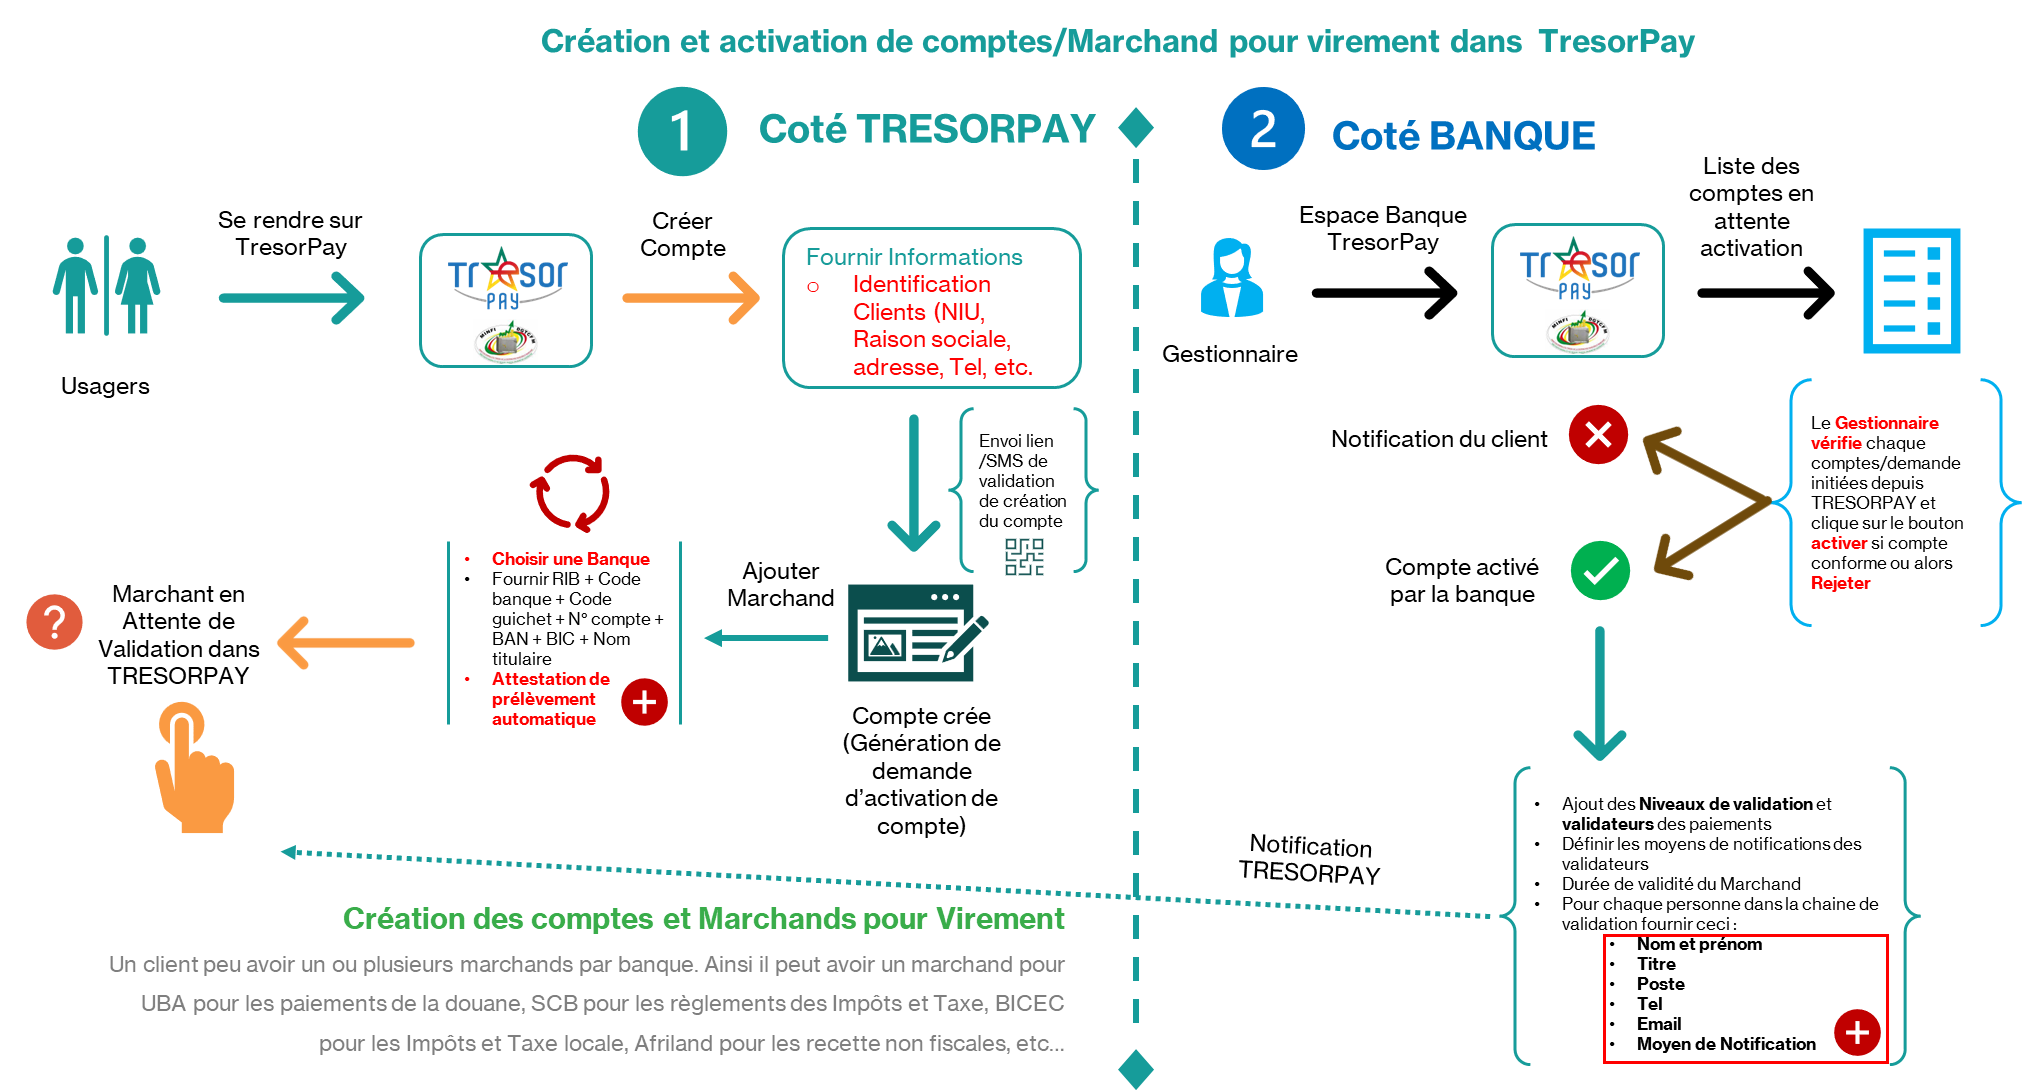 Création et activation de comptes/Marchand pour virement dans TresorPay
1
Coté TRESORPAY
Se rendre sur
TresorPay
Créer
Compte
Usagers
Tresor
PAY
MINFI DGTCFM
Fournir Informations
o Identification
Clients (NIU,
Raison sociale,
adresse, Tel, etc.
Envoi lien
/SMS de
validation
de création
du compte
Ajouter
Marchand
Compte crée
(Génération de
demande
d'activation de
compte)
• Choisir une Banque
• Fournir RIB + Code
banque + Code
guichet + N° compte +
BAN + BIC + Nom
titulaire
• Attestation de
prélèvement
automatique
+
?
Marchant en
Attente de
Validation dans
TRESORPAY
Création des comptes et Marchands pour Virement
Un client peu avoir un ou plusieurs marchands par banque. Ainsi il peut avoir un marchand pour
UBA pour les paiements de la douane, SCB pour les règlements des Impôts et Taxe, BICEC
pour les Impôts et Taxe locale, Afriland pour les recette non fiscales, etc...
2
Coté BANQUE
Gestionnaire
Espace Banque
TresorPay
Tresor
PAY
MINFI DGTCFM
Liste des
comptes en
attente
activation
Le Gestionnaire
vérifie chaque
comptes/demande
initiées depuis
TRESORPAY et
clique sur le bouton
activer si compte
conforme ou alors
Rejeter
Notification du client
Compte activé
par la banque
• Ajout des Niveaux de validation et
validateurs des paiements
• Définir les moyens de notifications des
validateurs
• Durée de validité du Marchand
• Pour chaque personne dans la chaine de
validation fournir ceci :
• Nom et prénom
• Titre
• Poste
• Tel
• Email
• Moyen de Notification
+
Notification
TRESORPAY